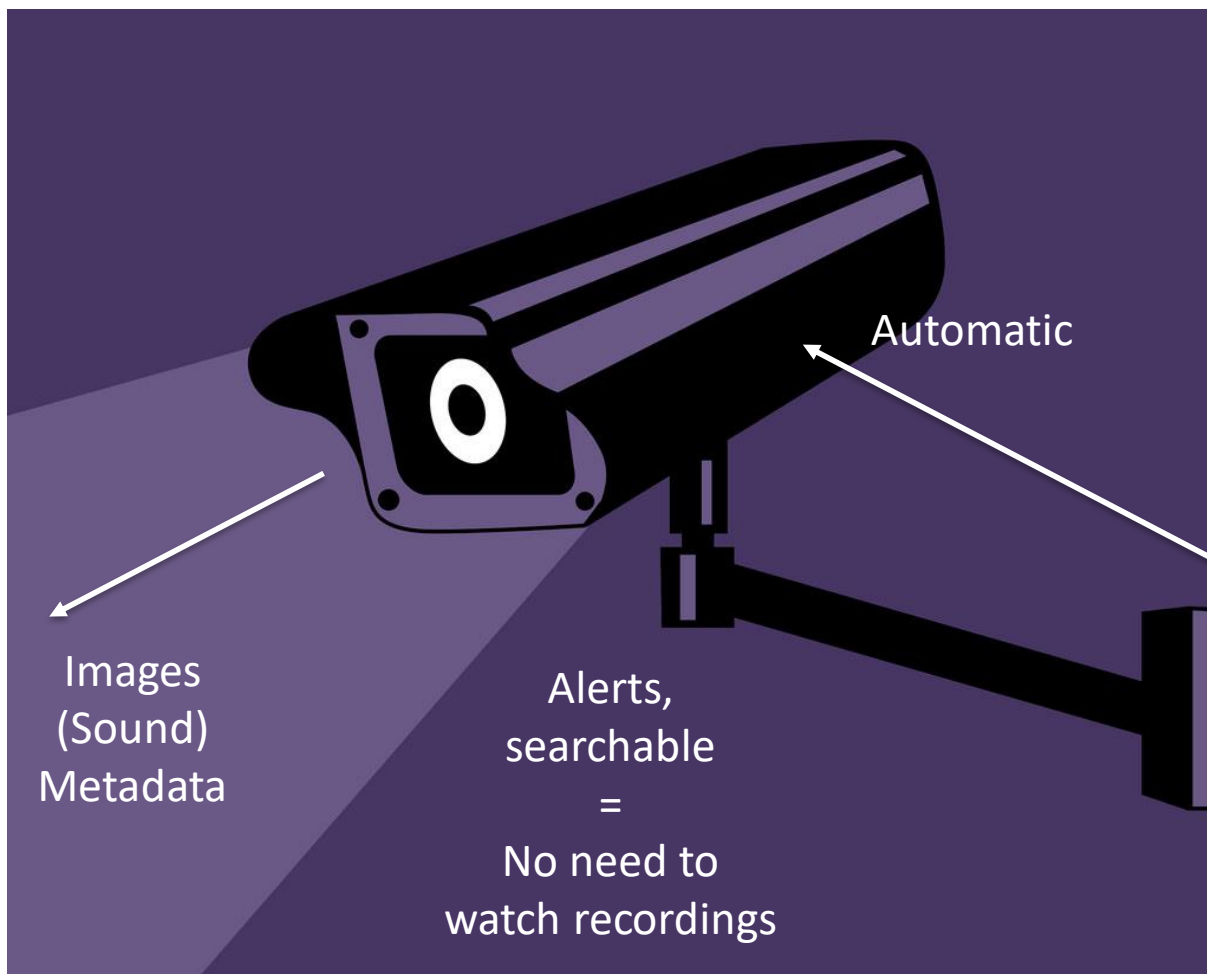 Automatic
Images
(Sound)
Metadata
Alerts,
searchable
=
No need to
watch recordings